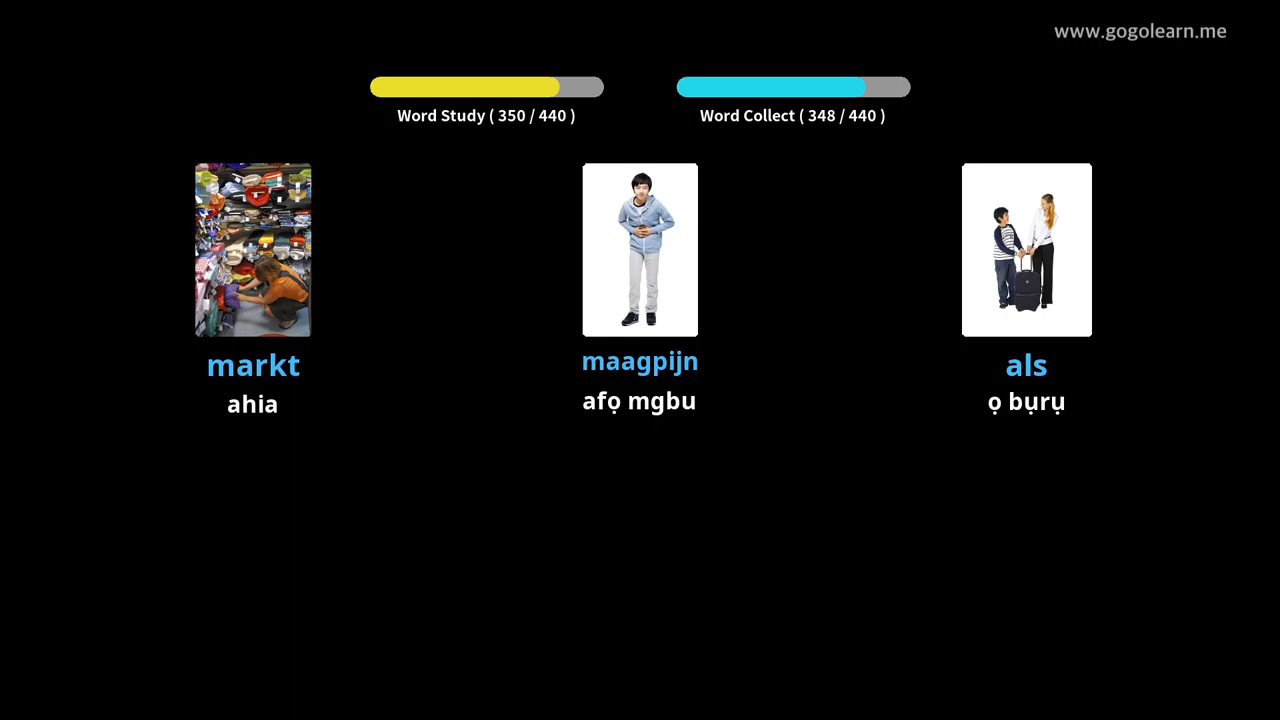 www.gogolearn.me
Word Study ( 350 / 440 )
Word Collect ( 348 / 440 )
markt
ahia
maagpijn
afọ mgbu
als
ọ bụrụ